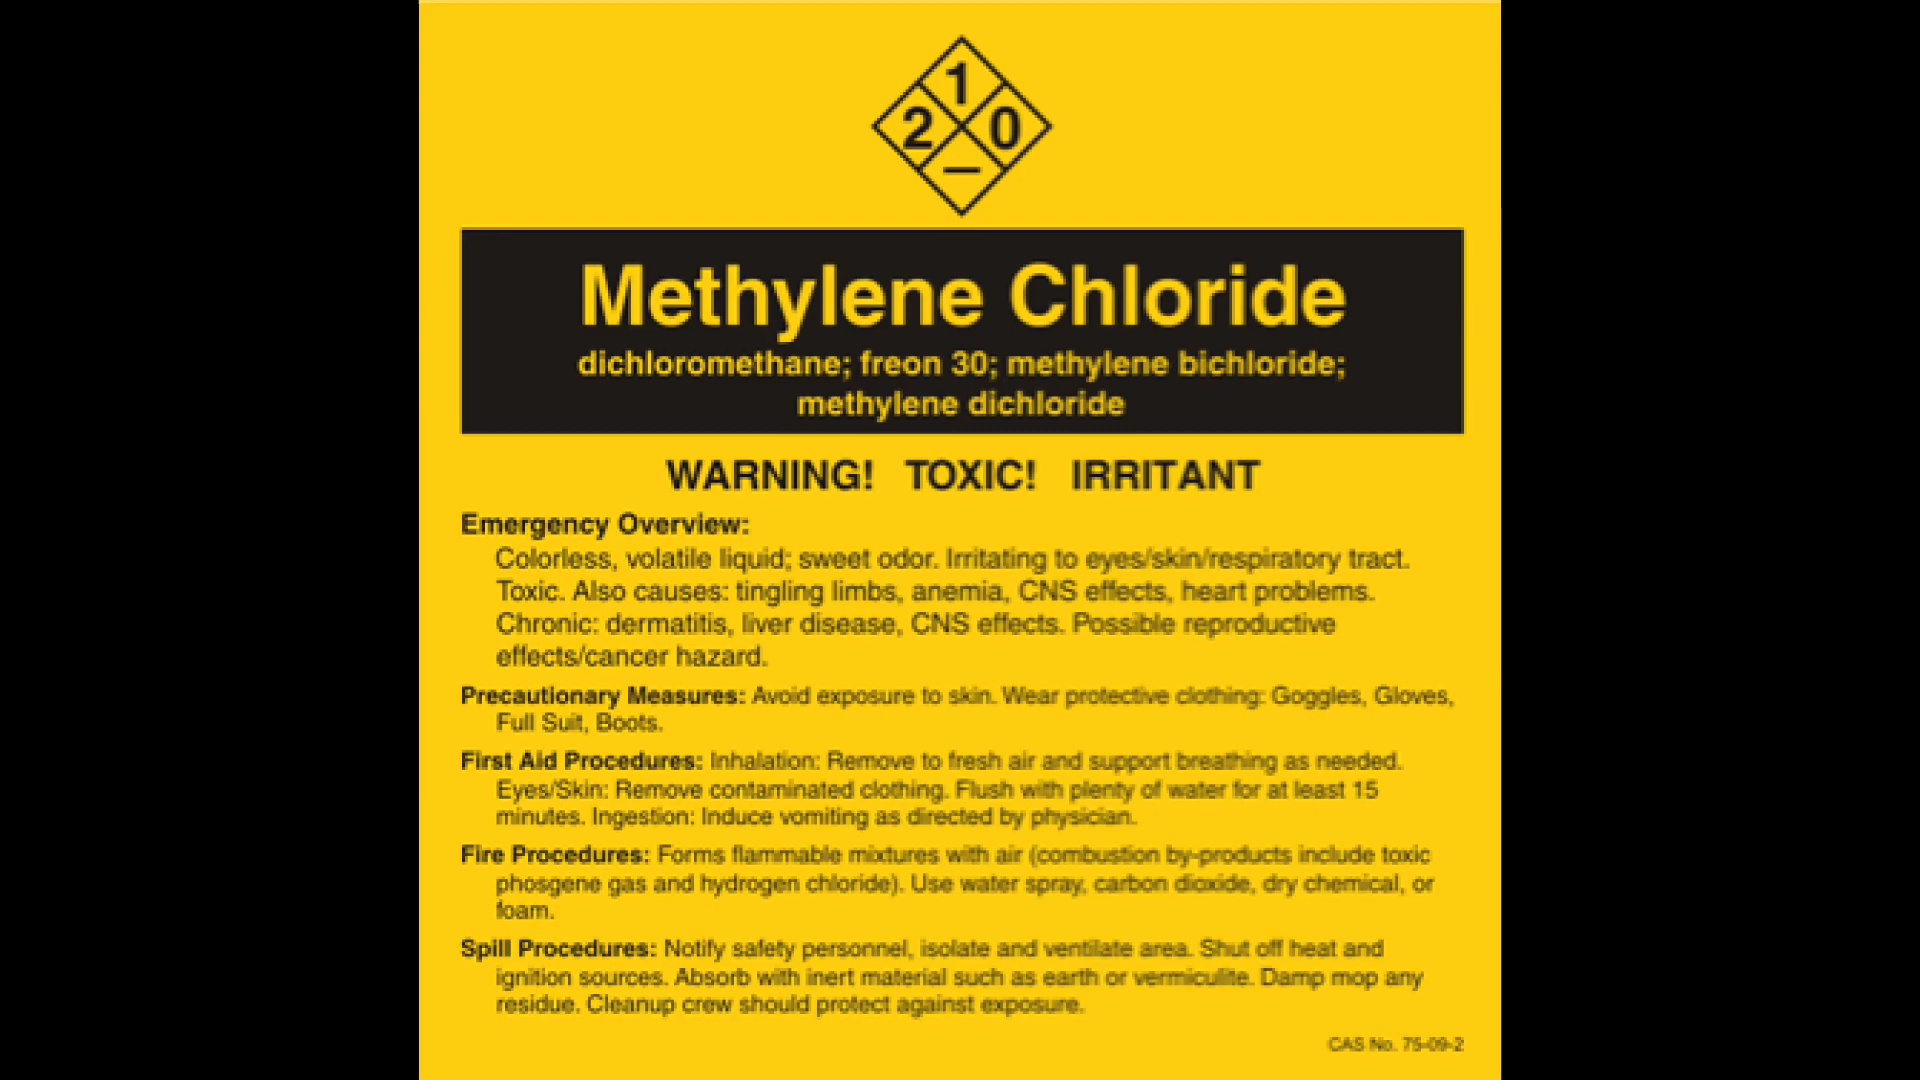 1
2 0
—
Methylene Chloride
dichloromethane; freon 30; methylene bichloride;
methylene dichloride
WARNING! TOXIC! IRRITANT
Emergency Overview:
Colorless, volatile liquid; sweet odor. Irritating to eyes/skin/respiratory tract.
Toxic. Also causes: tingling limbs, anemia, CNS effects, heart problems.
Chronic: dermatitis, liver disease, CNS effects. Possible reproductive
effects/cancer hazard.
Precautionary Measures: Avoid exposure to skin. Wear protective clothing: Goggles, Gloves,
Full Suit, Boots.
First Aid Procedures: Inhalation: Remove to fresh air and support breathing as needed.
Eyes/Skin: Remove contaminated clothing. Flush with plenty of water for at least 15
minutes. Ingestion: Induce vomiting as directed by physician.
Fire Procedures: Forms flammable mixtures with air (combustion by-products include toxic
phosgene gas and hydrogen chloride). Use water spray, carbon dioxide, dry chemical, or
foam.
Spill Procedures: Notify safety personnel, isolate and ventilate area. Shut off heat and
ignition sources. Absorb with inert material such as earth or vermiculite. Damp mop any
residue. Cleanup crew should protect against exposure.
CAS No. 75-09-2